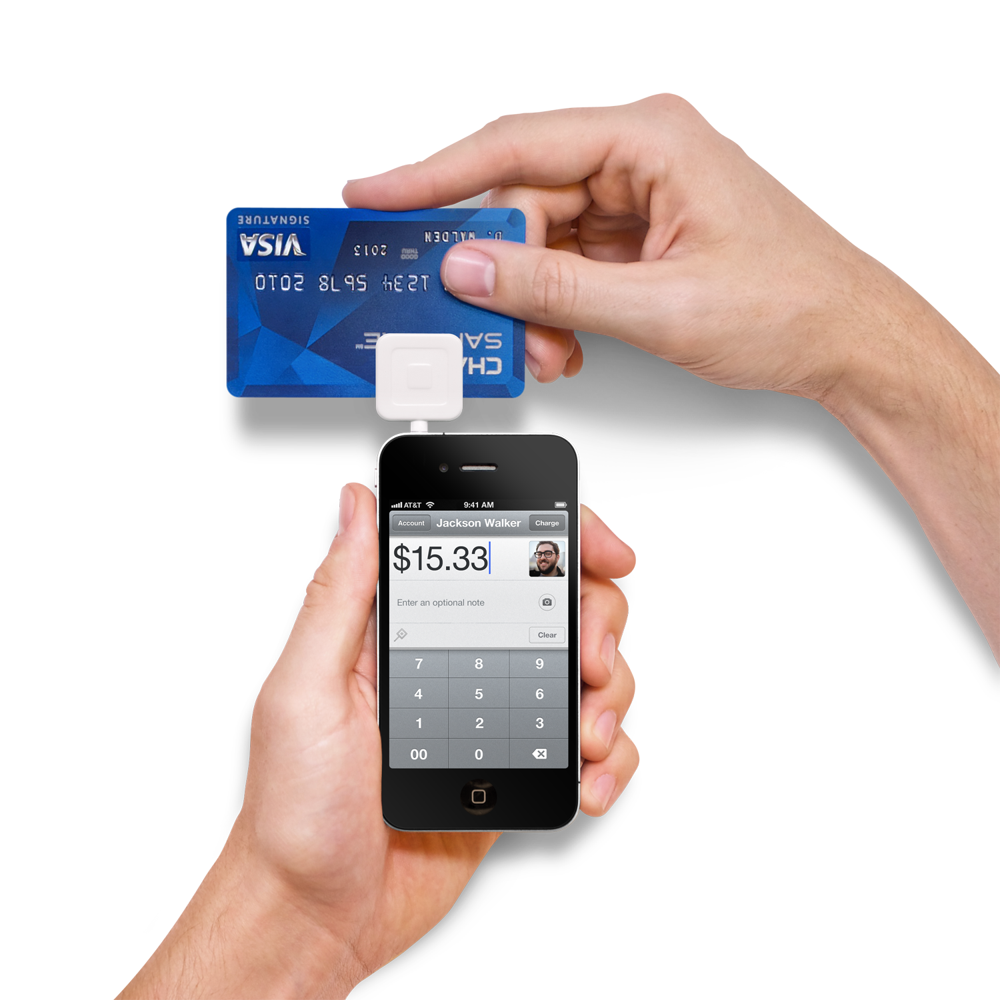 SIGNATURE
VISA
D. WALDEN
GOOD THRU 2013
1234 5678 2010
AT&T 9:41 AM
Account Jackson Walker Charge
$15.33
Enter an optional note
Clear
7 8 9
4 5 6
1 2 3
00 0